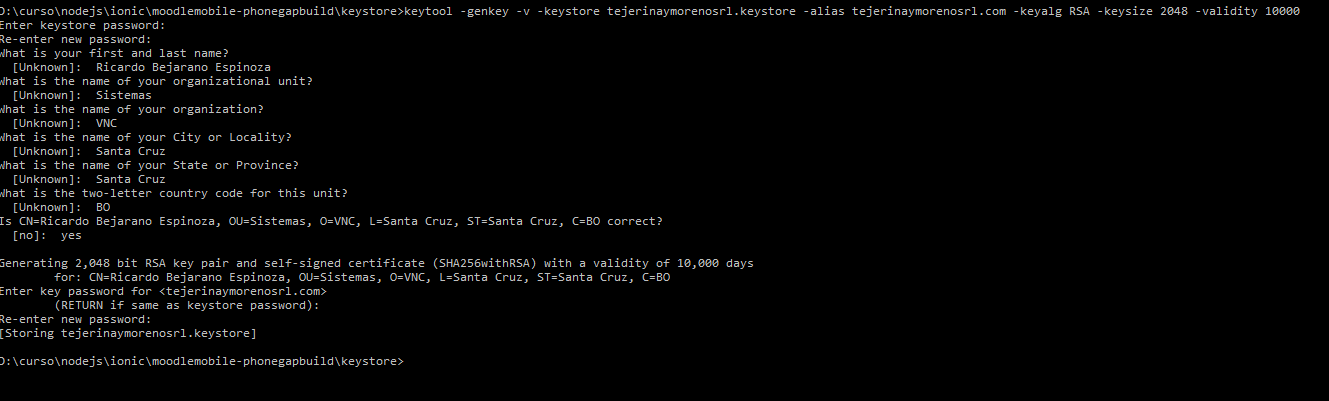 D:\curso\nodejs\ionic\moodlemobile-phonegapbuild\keystore>keytool -genkey -v -keystore tejerinaymorenosrl.keystore -alias tejerinaymorenosrl.com -keyalg RSA -keysize 2048 -validity 10000
Enter keystore password:
Re-enter new password:
What is your first and last name?
[Unknown]: Ricardo Bejarano Espinoza
What is the name of your organizational unit?
[Unknown]: Sistemas
What is the name of your organization?
[Unknown]: VNC
What is the name of your City or Locality?
[Unknown]: Santa Cruz
What is the name of your State or Province?
[Unknown]: Santa Cruz
What is the two-letter country code for this unit?
[Unknown]: BO
Is CN=Ricardo Bejarano Espinoza, OU=Sistemas, O=VNC, L=Santa Cruz, ST=Santa Cruz, C=BO correct?
[no]: yes
Generating 2,048 bit RSA key pair and self-signed certificate (SHA256withRSA) with a validity of 10,000 days
for: CN=Ricardo Bejarano Espinoza, OU=Sistemas, O=VNC, L=Santa Cruz, ST=Santa Cruz, C=BO
Enter key password for <tejerinaymorenosrl.com>
(RETURN if same as keystore password):
Re-enter new password:
[Storing tejerinaymorenosrl.keystore]
D:\curso\nodejs\ionic\moodlemobile-phonegapbuild\keystore>